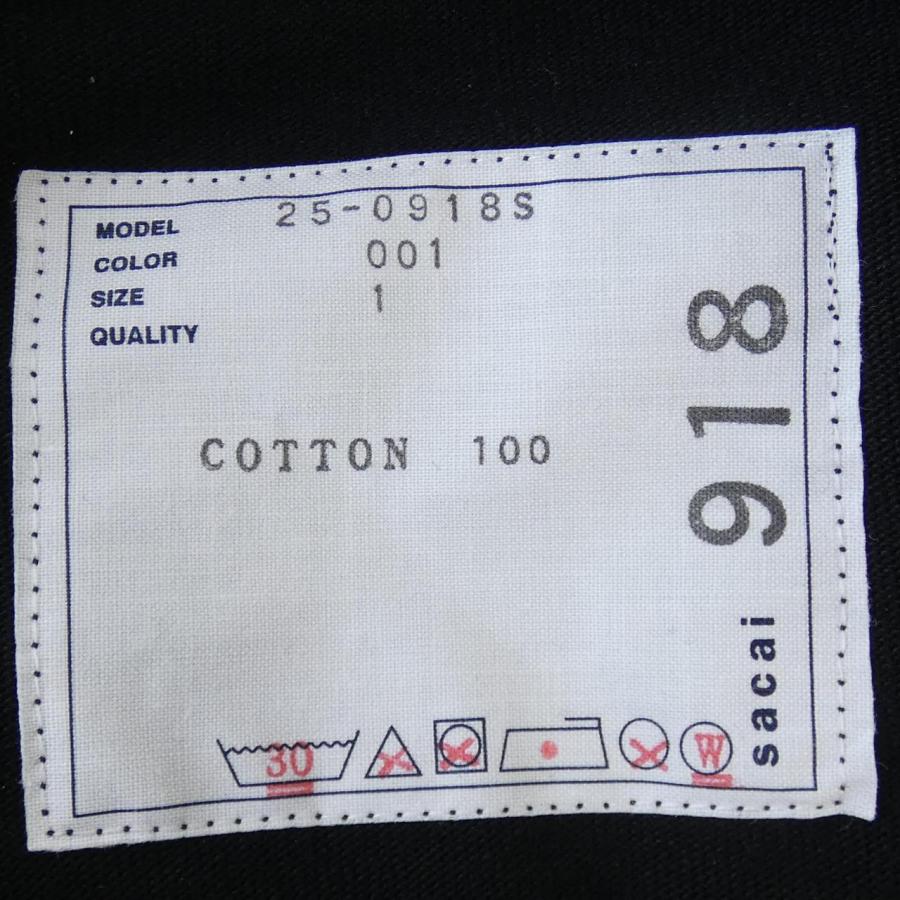 MODEL 25-0918S
COLOR 001
SIZE 1
QUALITY
COTTON 100
30
W
sacai 918